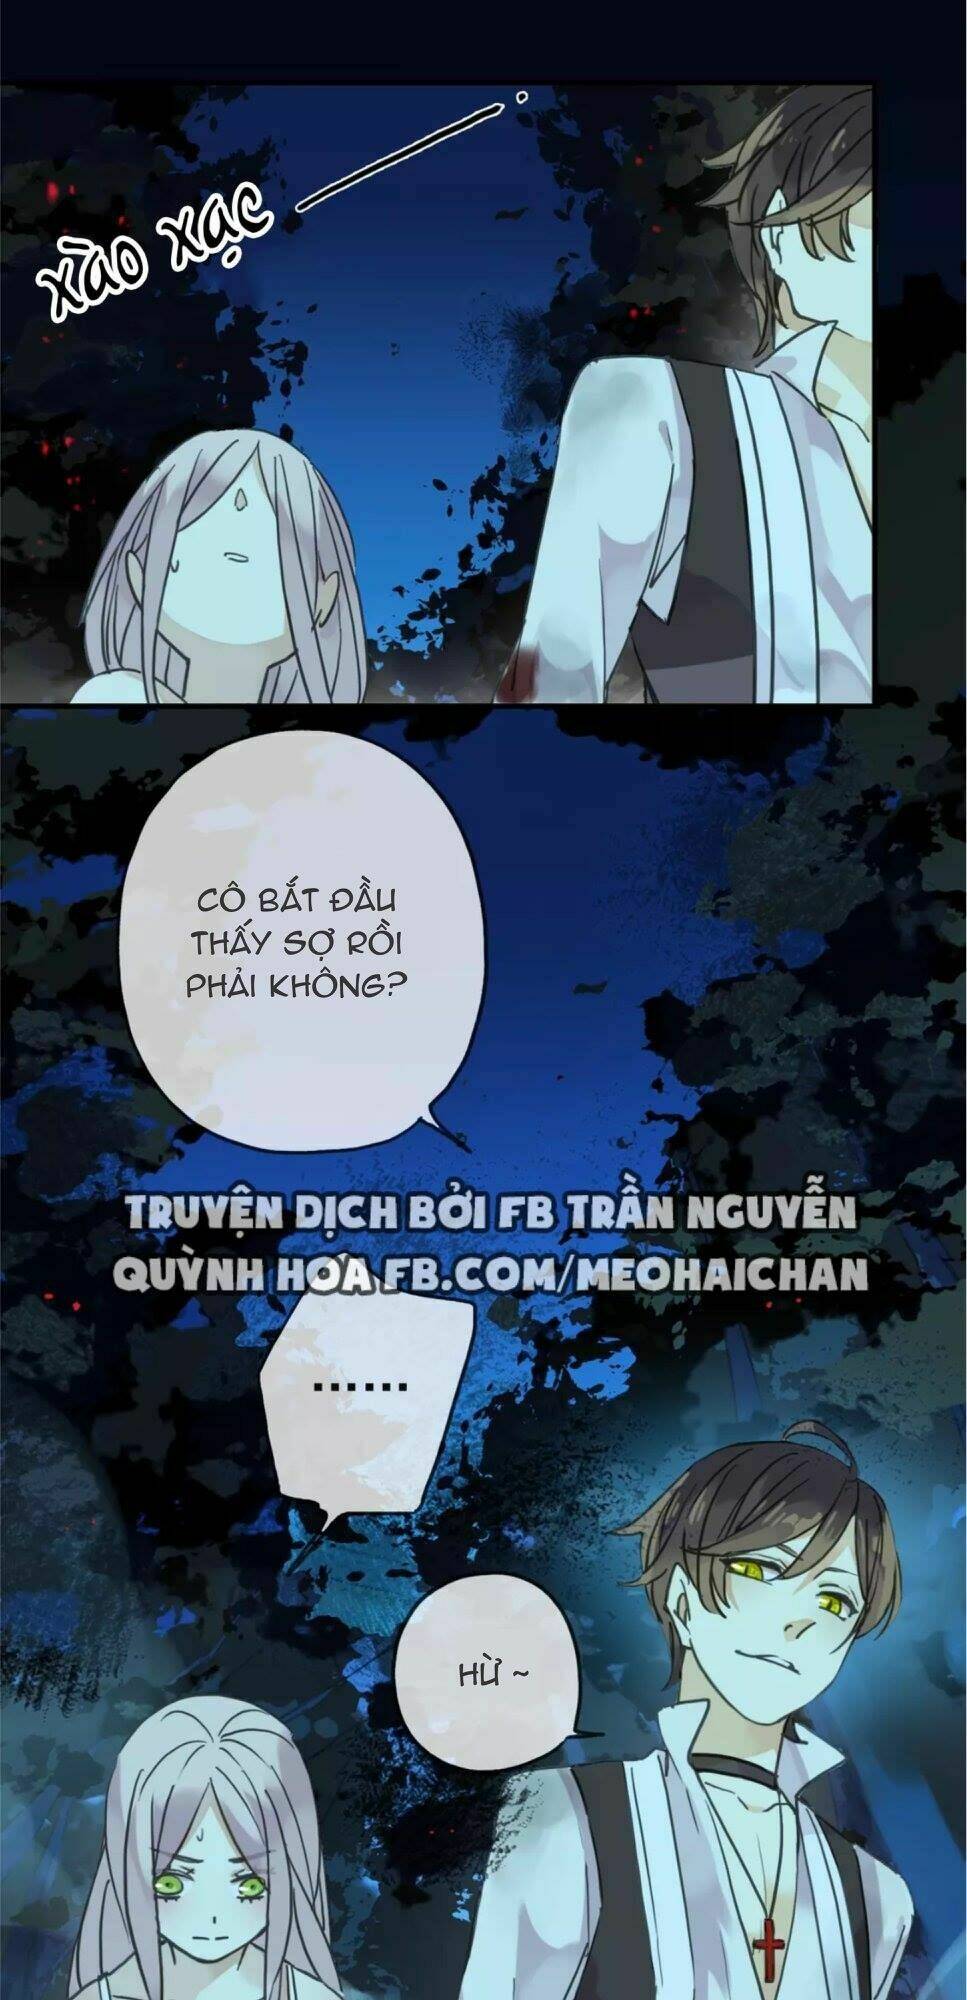 xào xạc
CÔ BẮT ĐẦU
THẤY SỢ RỒI
PHẢI KHÔNG?
TRUYỆN DỊCH BỞI FB TRẦN NGUYỄN
QUỲNH HOA FB.COM/MEOHAICHAN
......
HỪ ~